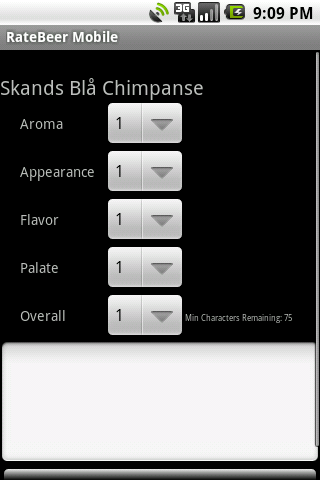 3G 9:09 PM
RateBeer Mobile
Skands Blå Chimpanse
Aroma 1
Appearance 1
Flavor 1
Palate 1
Overall 1 Min Characters Remaining: 75